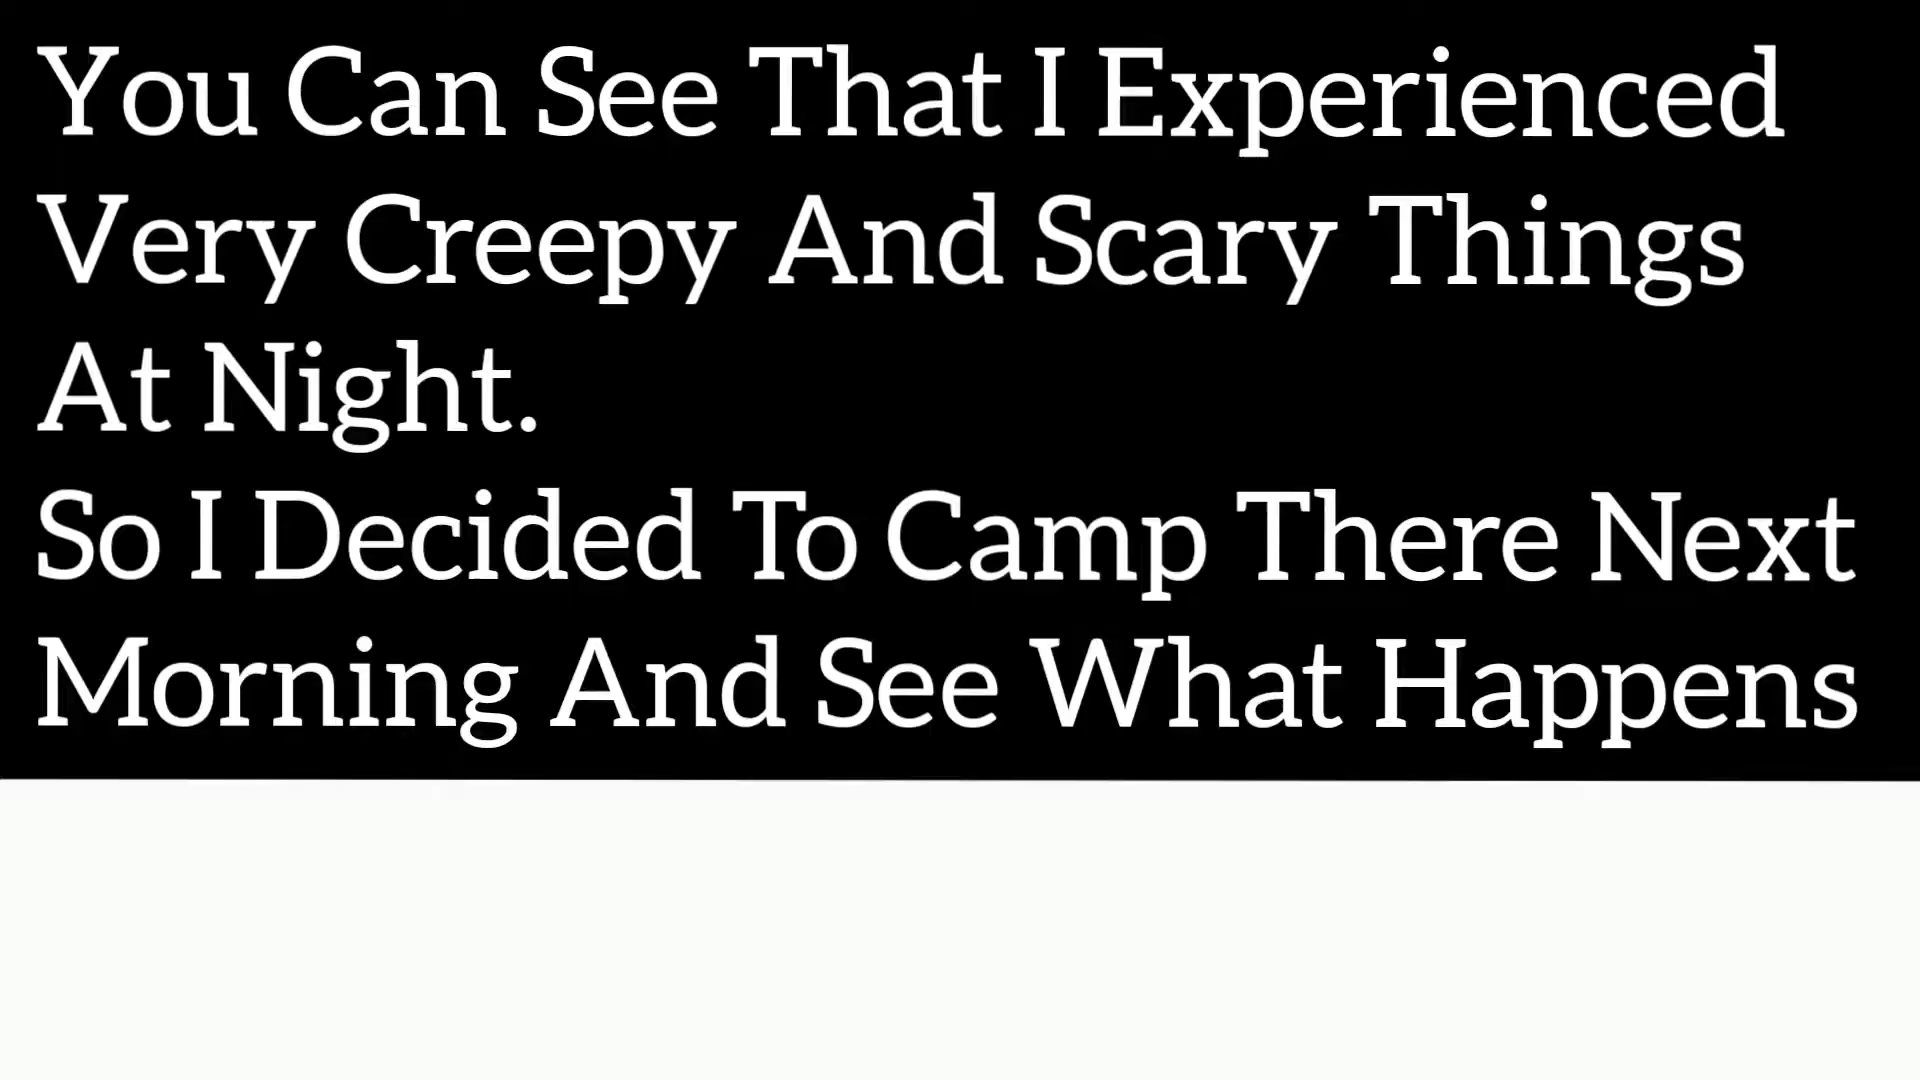 You Can See That I Experienced
Very Creepy And Scary Things
At Night.
So I Decided To Camp There Next
Morning And See What Happens